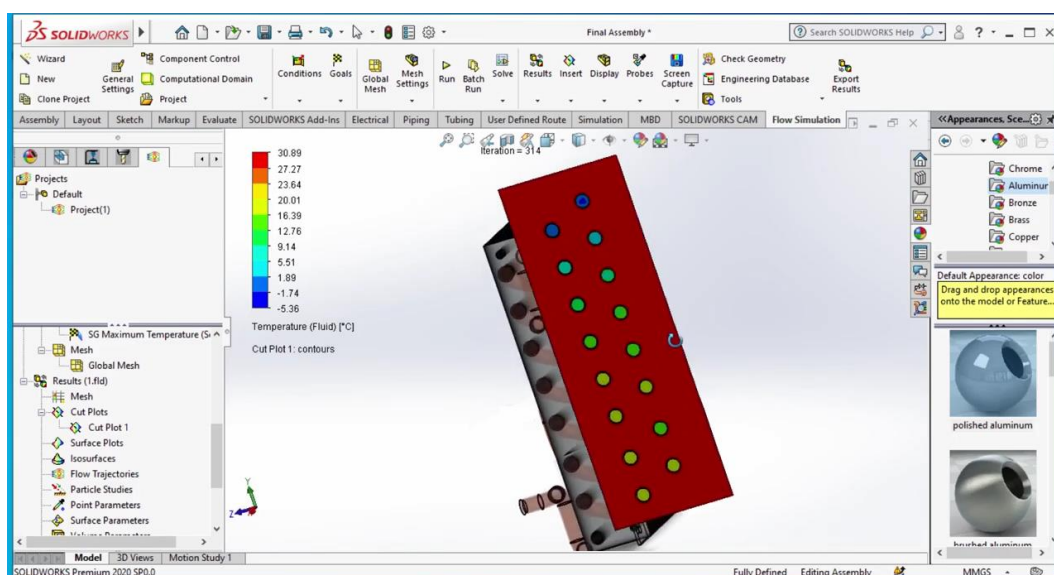 SOLIDWORKS
Final Assembly *
Search SOLIDWORKS Help
Wizard
New
Clone Project
General Settings
Component Control
Computational Domain
Project
Conditions
Goals
Global Mesh
Mesh Settings
Run
Batch Run
Solve
Results
Insert
Display
Probes
Screen Capture
Check Geometry
Engineering Database
Tools
Export Results
Assembly
Layout
Sketch
Markup
Evaluate
SOLIDWORKS Add-Ins
Electrical
Piping
Tubing
User Defined Route
Simulation
MBD
SOLIDWORKS CAM
Flow Simulation
Appearances, Sce...
Iteration = 314
30.89
27.27
23.64
20.01
16.39
12.76
9.14
5.51
1.89
-1.74
-5.36
Temperature (Fluid) [°C]
Cut Plot 1: contours
Projects
Default
Project(1)
SG Maximum Temperature (So
Mesh
Global Mesh
Results (1.fld)
Mesh
Cut Plots
Cut Plot 1
Surface Plots
Isosurfaces
Flow Trajectories
Particle Studies
Point Parameters
Surface Parameters
Volume Parameters
Y
Z
Chrome
Aluminur
Bronze
Brass
Copper
Default Appearance: color
Drag and drop appearances
onto the model or Feature...
polished aluminum
brushed aluminum
Model
3D Views
Motion Study 1
SOLIDWORKS Premium 2020 SP0.0
Fully Defined
Editing Assembly
MMGS